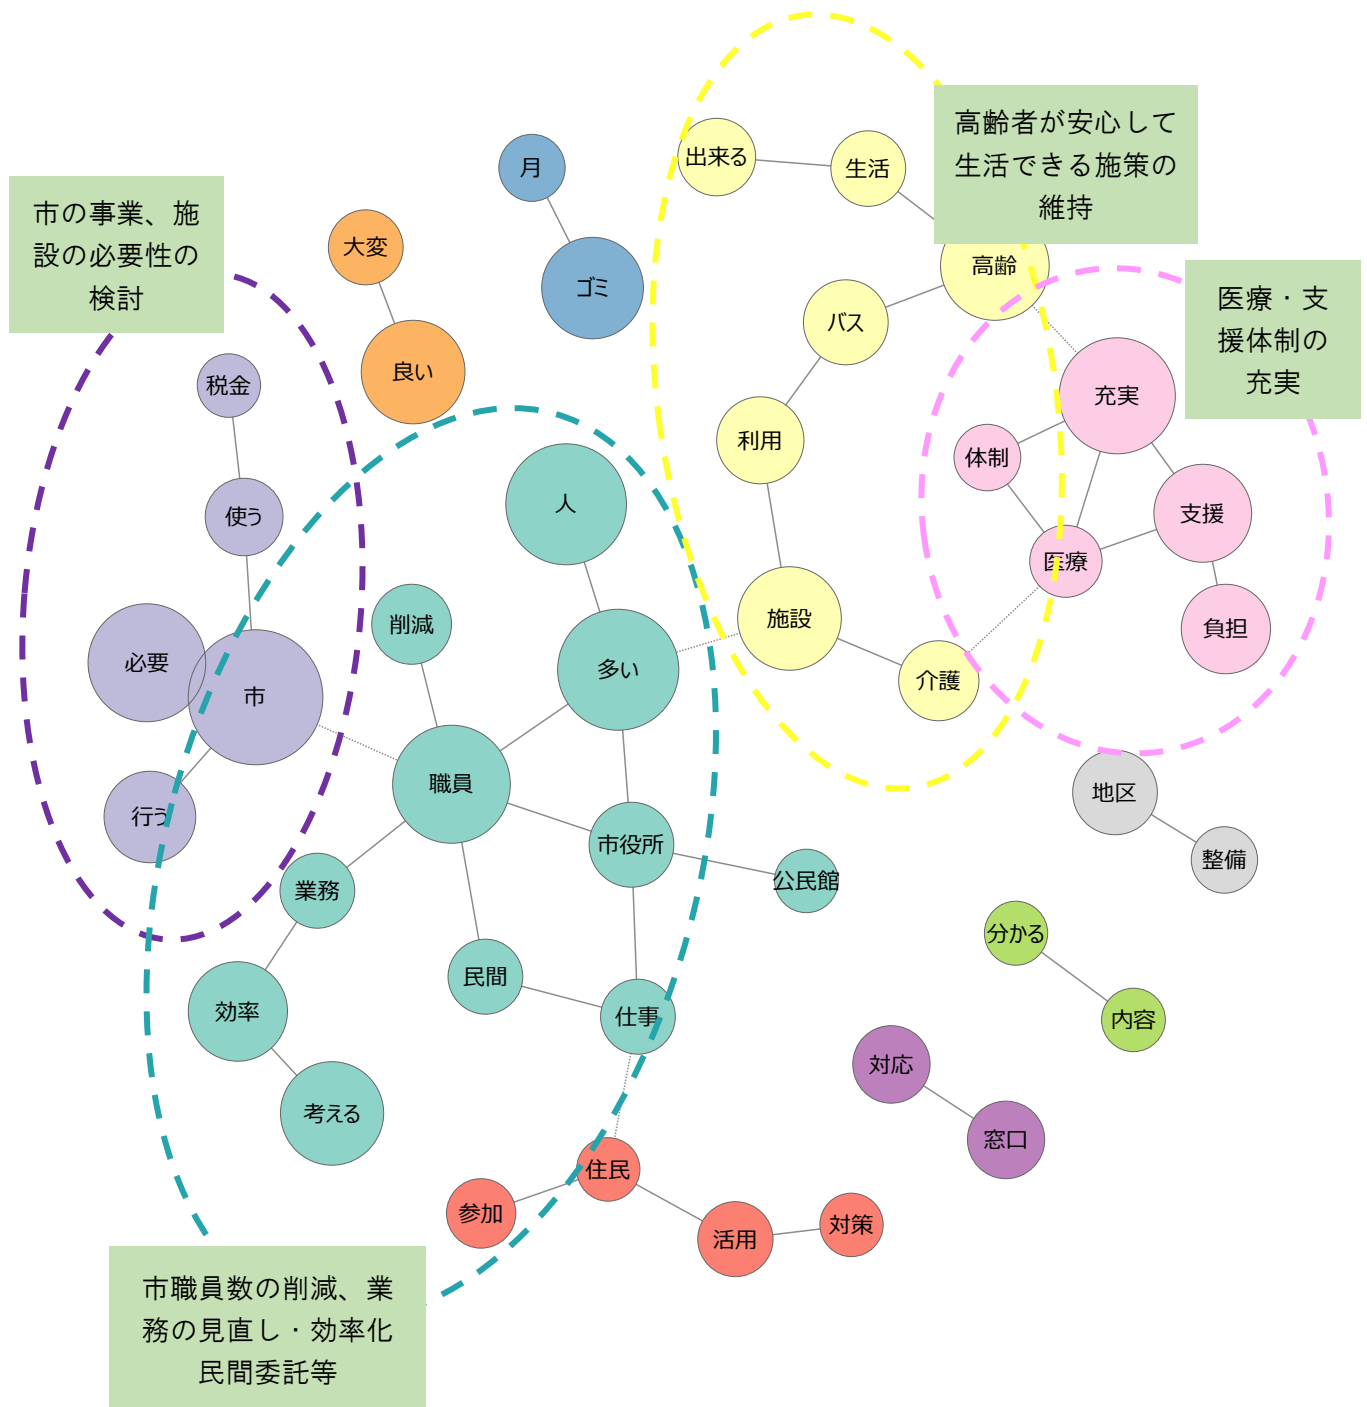 高齢者が安心して
生活できる施策の
維持
出来る
生活
月
市の事業、施
設の必要性の
検討
大変
ゴミ
高齢
医療・支
援体制の
充実
バス
良い
税金
充実
利用
体制
人
使う
支援
医療
削減
施設
負担
必要
市
多い
介護
職員
地区
行う
市役所
整備
業務
公民館
分かる
民間
効率
仕事
内容
対応
考える
窓口
住民
参加
活用
対策
市職員数の削減、業
務の見直し・効率化
民間委託等